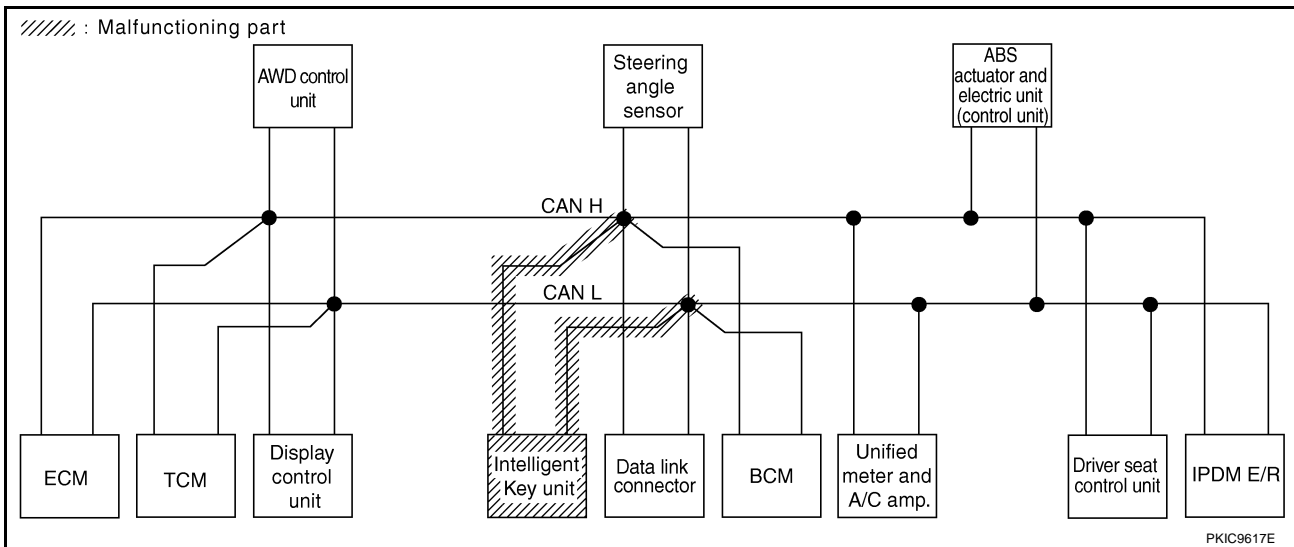 : Malfunctioning part
AWD control
unit
Steering
angle
sensor
ABS
actuator and
electric unit
(control unit)
CAN H
CAN L
ECM
TCM
Display
control
unit
Intelligent
Key unit
Data link
connector
BCM
Unified
meter and
A/C amp.
Driver seat
control unit
IPDM E/R
PKIC9617E